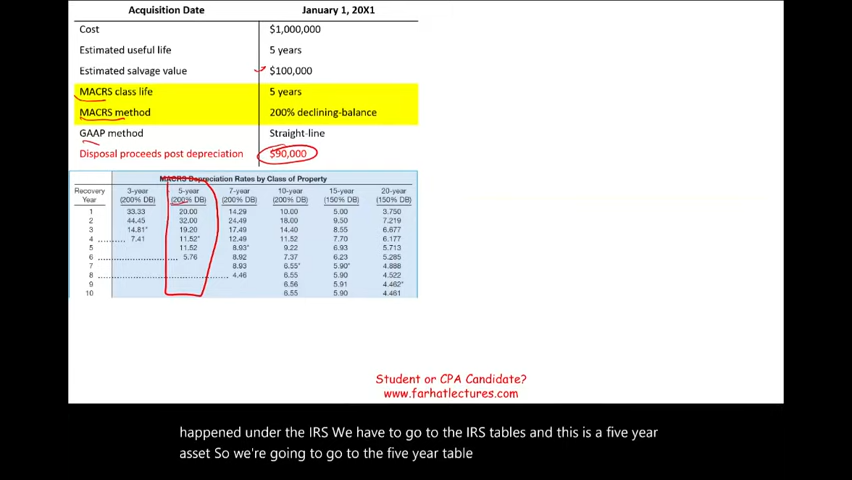 Acquisition Date January 1, 20X1
Cost $1,000,000
Estimated useful life 5 years
Estimated salvage value $100,000
MACRS class life 5 years
MACRS method 200% declining-balance
GAAP method Straight-line
Disposal proceeds post depreciation $90,000
MACRS Depreciation Rates by Class of Property
Recovery 3-year 5-year 7-year 10-year 15-year 20-year
Year (200% DB) (200% DB) (200% DB) (200% DB) (150% DB) (150% DB)
1 33.33 20.00 14.29 10.00 5.00 3.750
2 44.45 32.00 24.49 18.00 9.50 7.219
3 14.81* 19.20 17.49 14.40 8.55 6.677
4 ........ 7.41 11.52* 12.49 11.52 7.70 6.177
5 11.52 8.93* 9.22 6.93 5.713
6 ........................ 5.76 8.92 7.37 6.23 5.285
7 8.93 6.55* 5.90* 4.888
8 ........................................ 4.46 6.55 5.90 4.522
9 6.56 5.91 4.462*
10 6.55 5.90 4.461
Student or CPA Candidate?
www.farhatlectures.com
happened under the IRS We have to go to the IRS tables and this is a five year
asset So we're going to go to the five year table